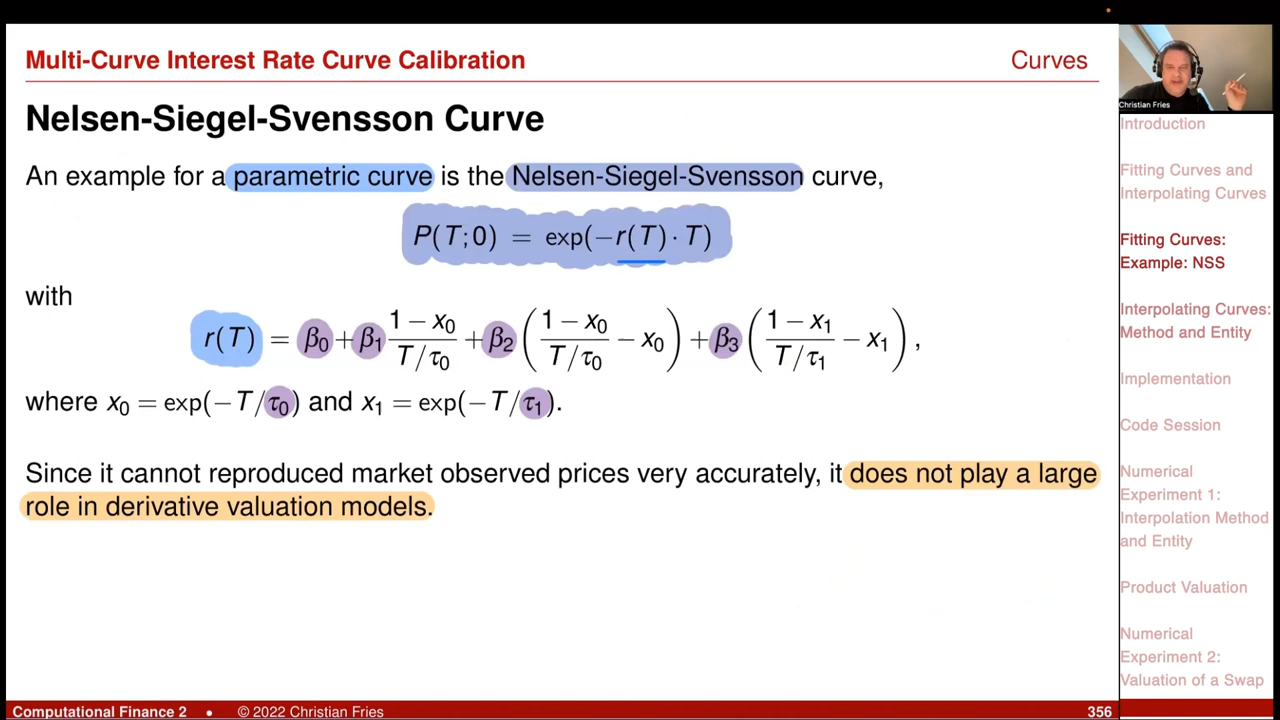 Multi-Curve Interest Rate Curve Calibration
Curves
Nelsen-Siegel-Svensson Curve
An example for a parametric curve is the Nelsen-Siegel-Svensson curve,
P(T;0) = exp(−r(T)·T)
with
r(T) = β₀+β₁ (1−x₀)/(T/τ₀) +β₂ ((1−x₀)/(T/τ₀) − x₀) +β₃ ((1−x₁)/(T/τ₁) − x₁),
where x₀ = exp(−T/τ₀) and x₁ = exp(−T/τ₁).
Since it cannot reproduced market observed prices very accurately, it does not play a large
role in derivative valuation models.
Christian Fries
Introduction
Fitting Curves and
Interpolating Curves
Fitting Curves:
Example: NSS
Interpolating Curves:
Method and Entity
Implementation
Code Session
Numerical
Experiment 1:
Interpolation Method
and Entity
Product Valuation
Numerical
Experiment 2:
Valuation of a Swap
Computational Finance 2 • © 2022 Christian Fries
356